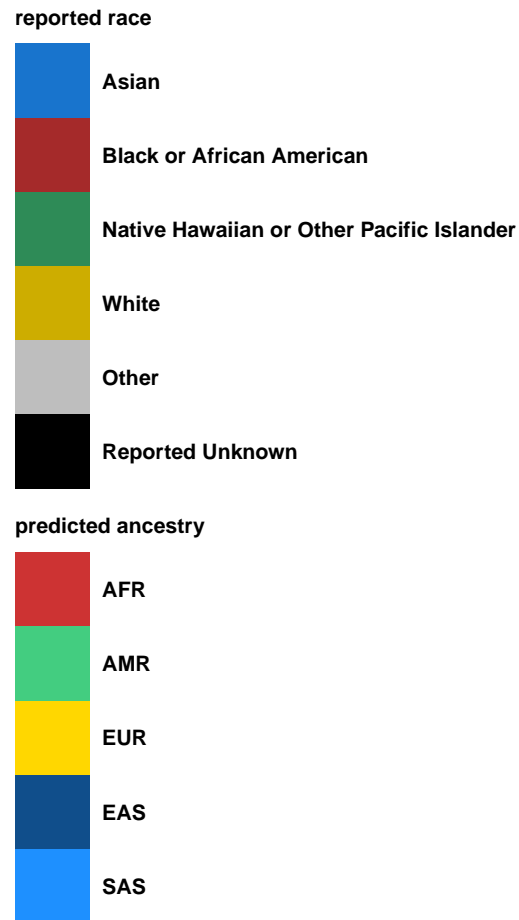 reported race
Asian
Black or African American
Native Hawaiian or Other Pacific Islander
White
Other
Reported Unknown
predicted ancestry
AFR
AMR
EUR
EAS
SAS